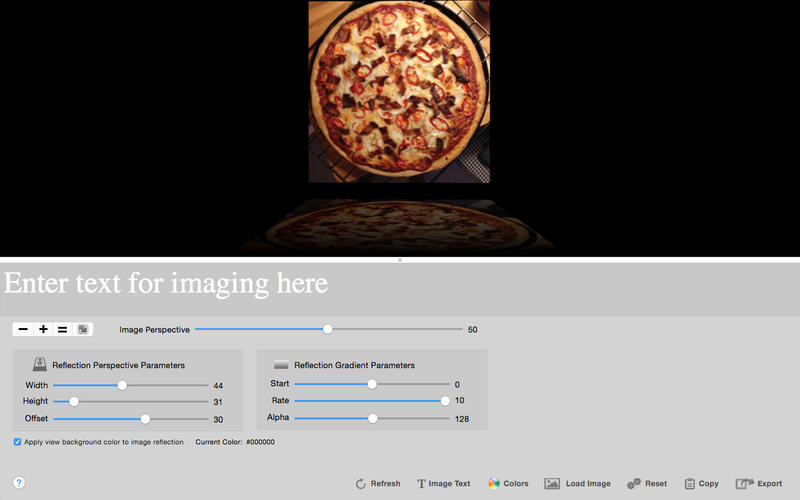 Enter text for imaging here
Image Perspective 50
Reflection Perspective Parameters
Width 44
Height 31
Offset 30
Reflection Gradient Parameters
Start 0
Rate 10
Alpha 128
Apply view background color to image reflection Current Color: #000000
? Refresh T Image Text Colors Load Image Reset Copy Export